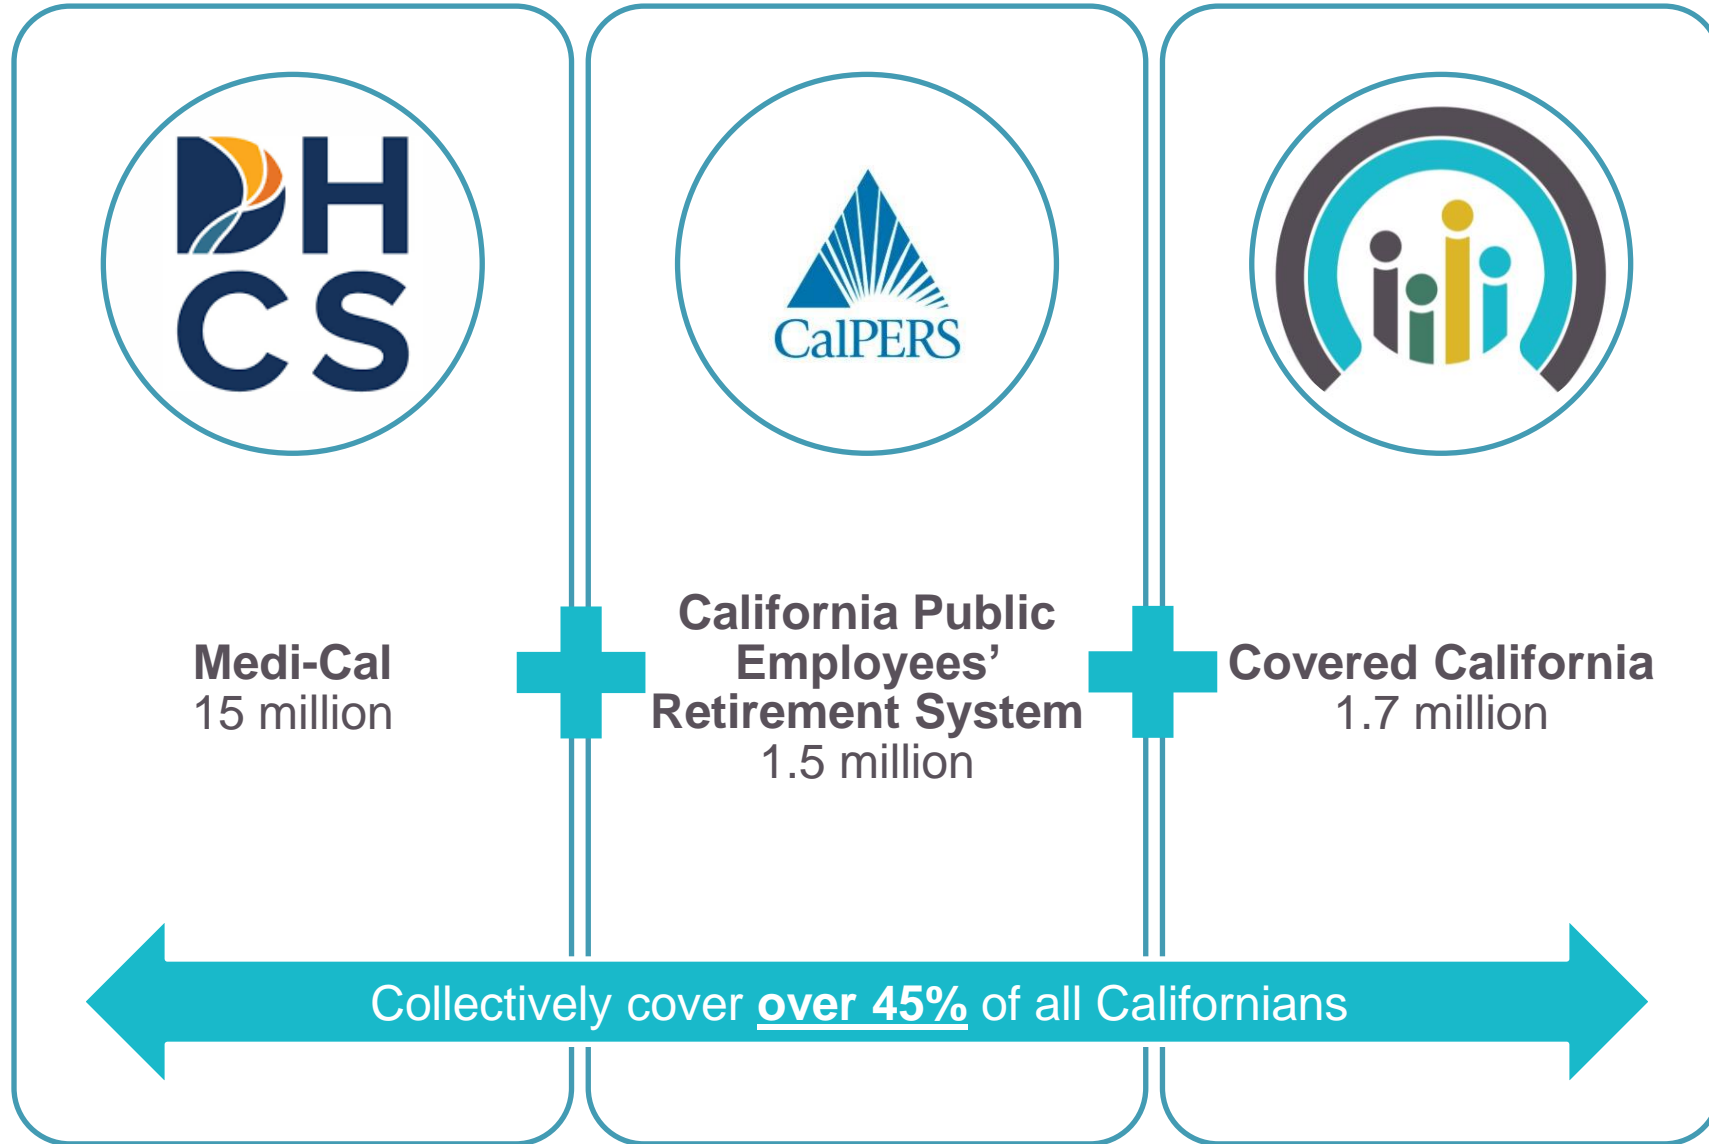 DH
CS
CalPERS
Medi-Cal
15 million
California Public
Employees’
Retirement System
1.5 million
Covered California
1.7 million
Collectively cover over 45% of all Californians